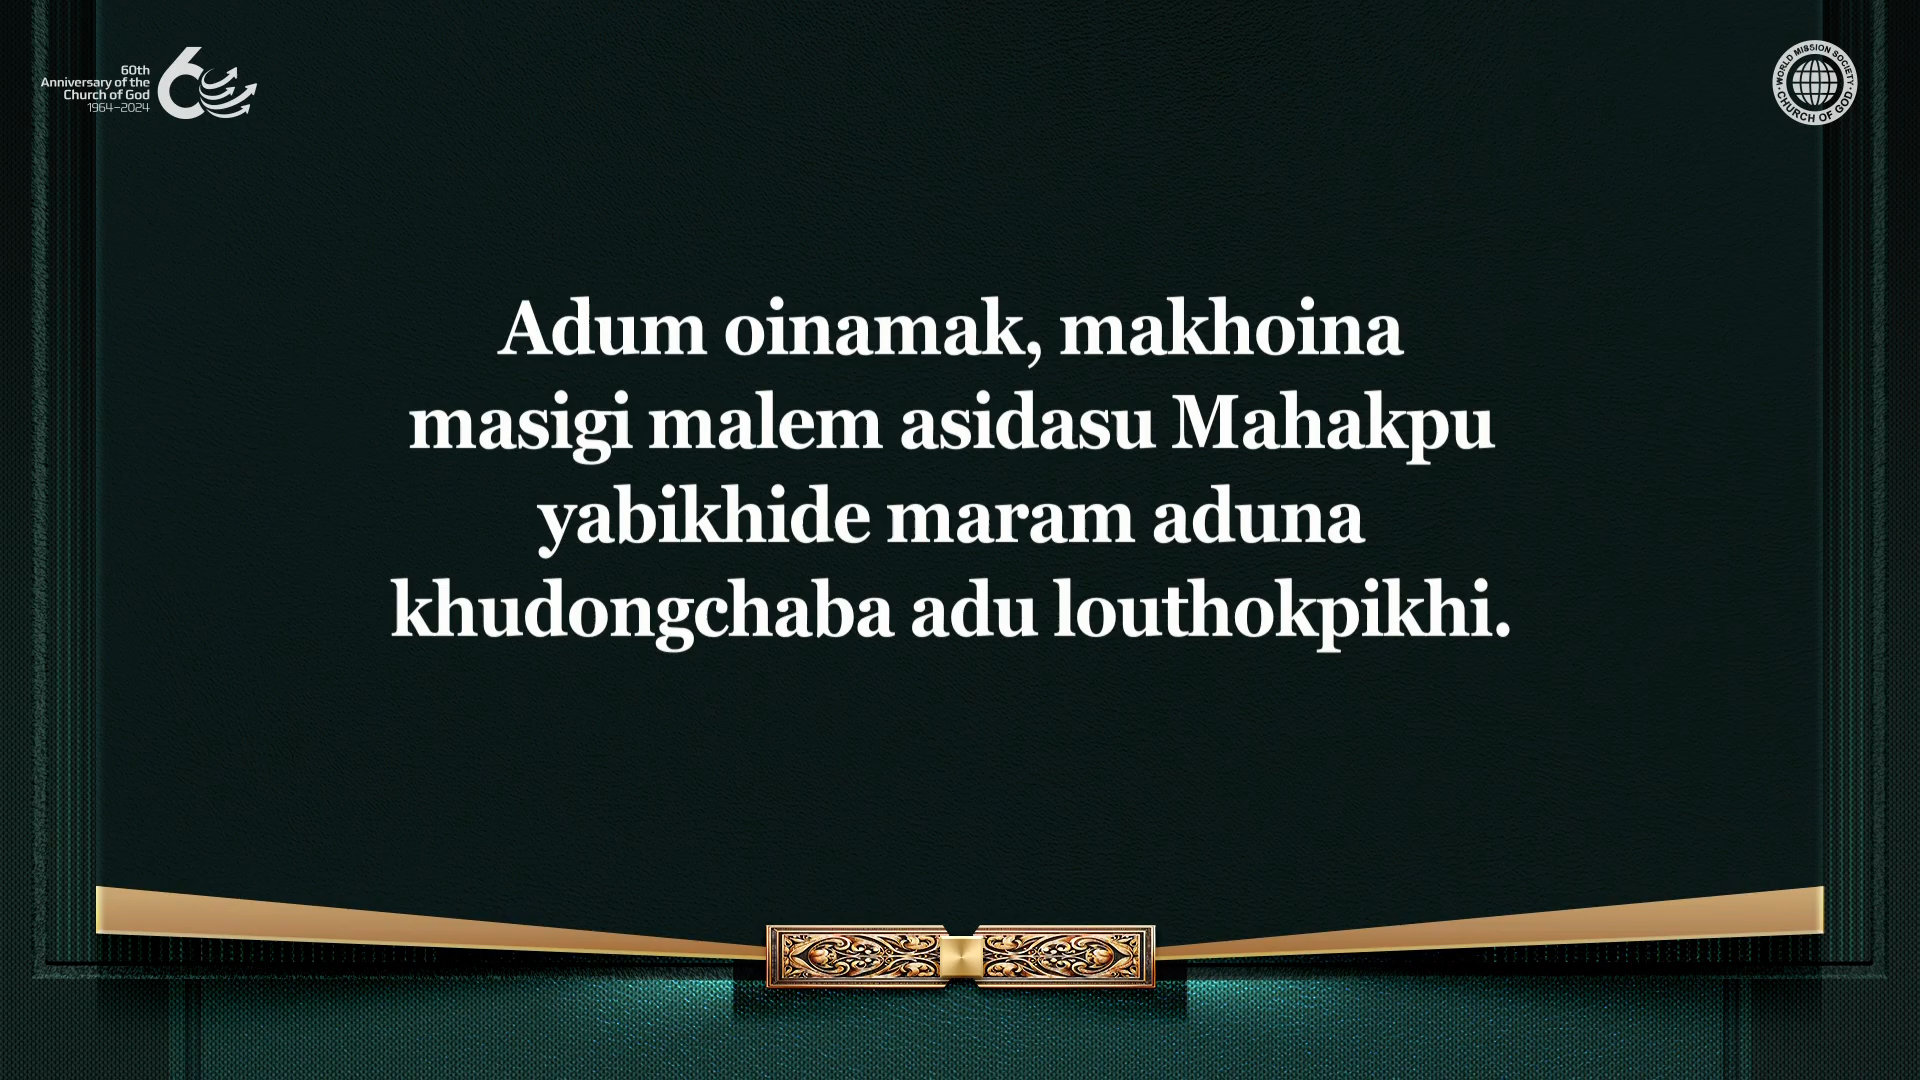 60th
Anniversary of the
Church of God
1964–2024
WORLD MISSION SOCIETY
CHURCH OF GOD
Adum oinamak, makhoina
masigi malem asidasu Mahakpu
yabikhide maram aduna
khudongchaba adu louthokpikhi.